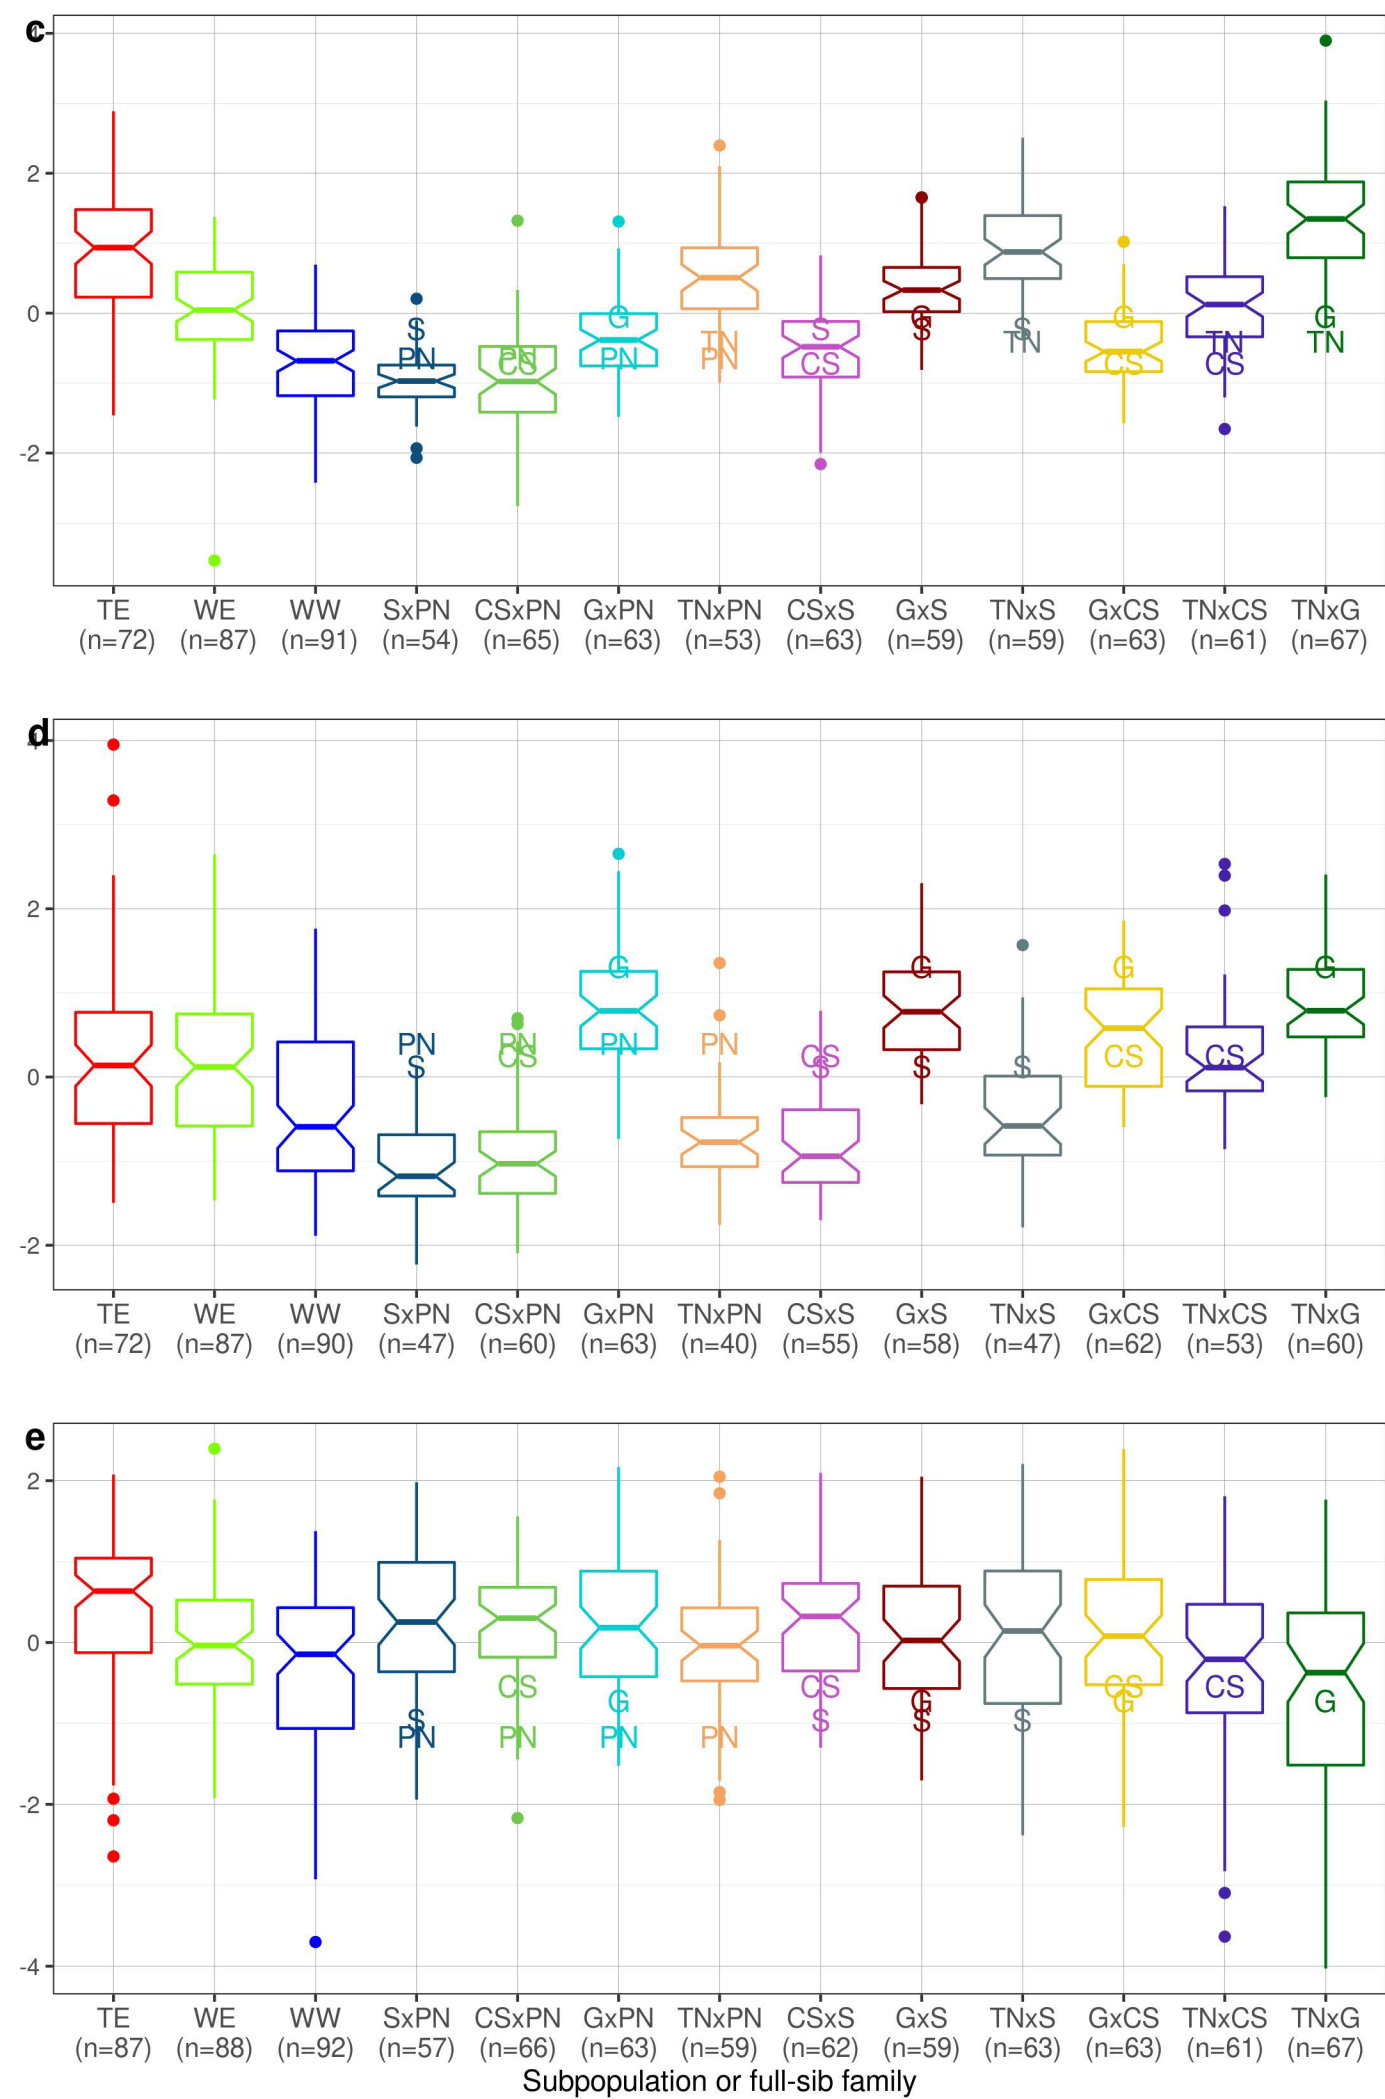 c
4
2
0
-2
G
S
G
S
TN
G
S
G
G
PN
PN
CS
PN
TN
PN
CS
S
TN
CS
TN
CS
TN
TE WE WW SxPN CSxPN GxPN TNxPN CSxS GxS TNxS GxCS TNxCS TNxG
(n=72) (n=87) (n=91) (n=54) (n=65) (n=63) (n=53) (n=63) (n=59) (n=59) (n=63) (n=61) (n=67)
d
4
2
0
-2
G
G
G
G
PN
PN
PN
PN
S
CS
CS
S
S
S
CS
CS
TE WE WW SxPN CSxPN GxPN TNxPN CSxS GxS TNxS GxCS TNxCS TNxG
(n=72) (n=87) (n=90) (n=47) (n=60) (n=63) (n=40) (n=55) (n=58) (n=47) (n=62) (n=53) (n=60)
e
2
0
-2
-4
CS
CS
CS
CS
G
G
G
G
S
S
S
S
PN
PN
PN
PN
TE WE WW SxPN CSxPN GxPN TNxPN CSxS GxS TNxS GxCS TNxCS TNxG
(n=87) (n=88) (n=92) (n=57) (n=66) (n=63) (n=59) (n=62) (n=59) (n=63) (n=63) (n=61) (n=67)
Subpopulation or full-sib family